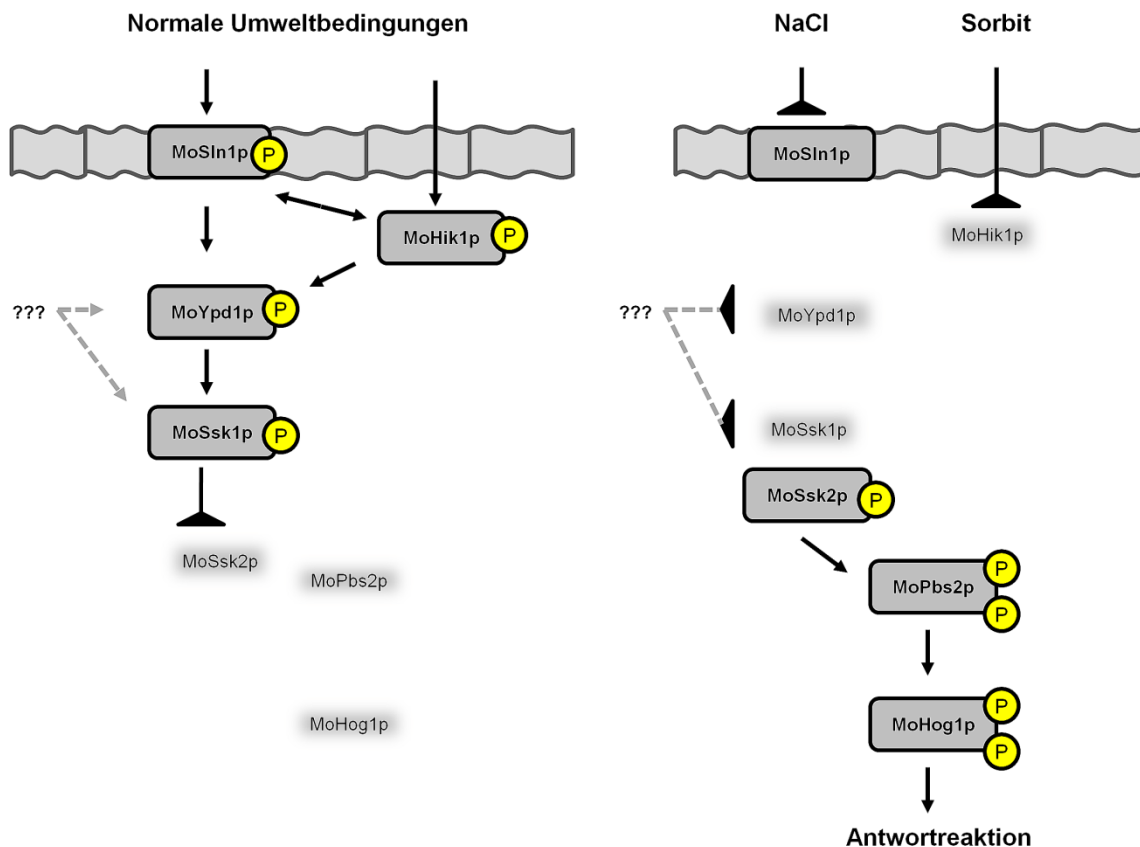 Normale Umweltbedingungen
MoSln1p
P
MoHik1p
P
???
MoYpd1p
P
MoSsk1p
P
MoSsk2p
MoPbs2p
MoHog1p
NaCl
Sorbit
MoSln1p
MoHik1p
???
MoYpd1p
MoSsk1p
MoSsk2p
P
MoPbs2p
P
P
MoHog1p
P
P
Antwortreaktion